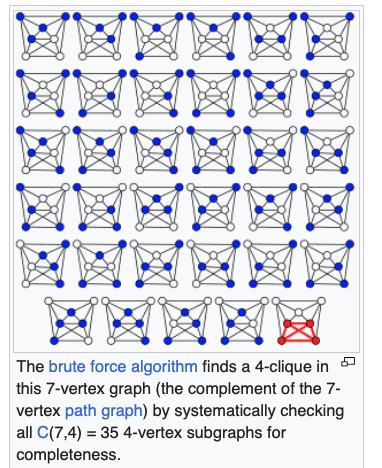 The brute force algorithm finds a 4-clique in
this 7-vertex graph (the complement of the 7-
vertex path graph) by systematically checking
all C(7,4) = 35 4-vertex subgraphs for
completeness.